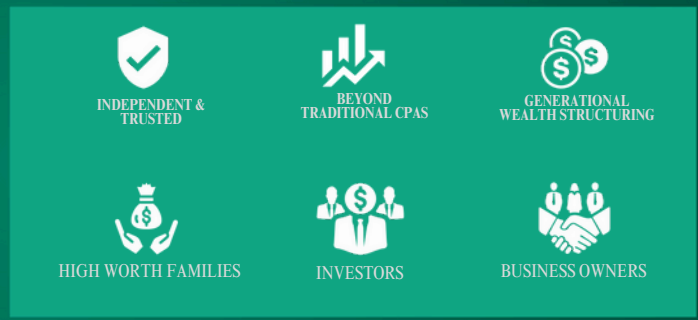 INDEPENDENT &
TRUSTED
BEYOND
TRADITIONAL CPAS
GENERATIONAL
WEALTH STRUCTURING
HIGH WORTH FAMILIES
INVESTORS
BUSINESS OWNERS